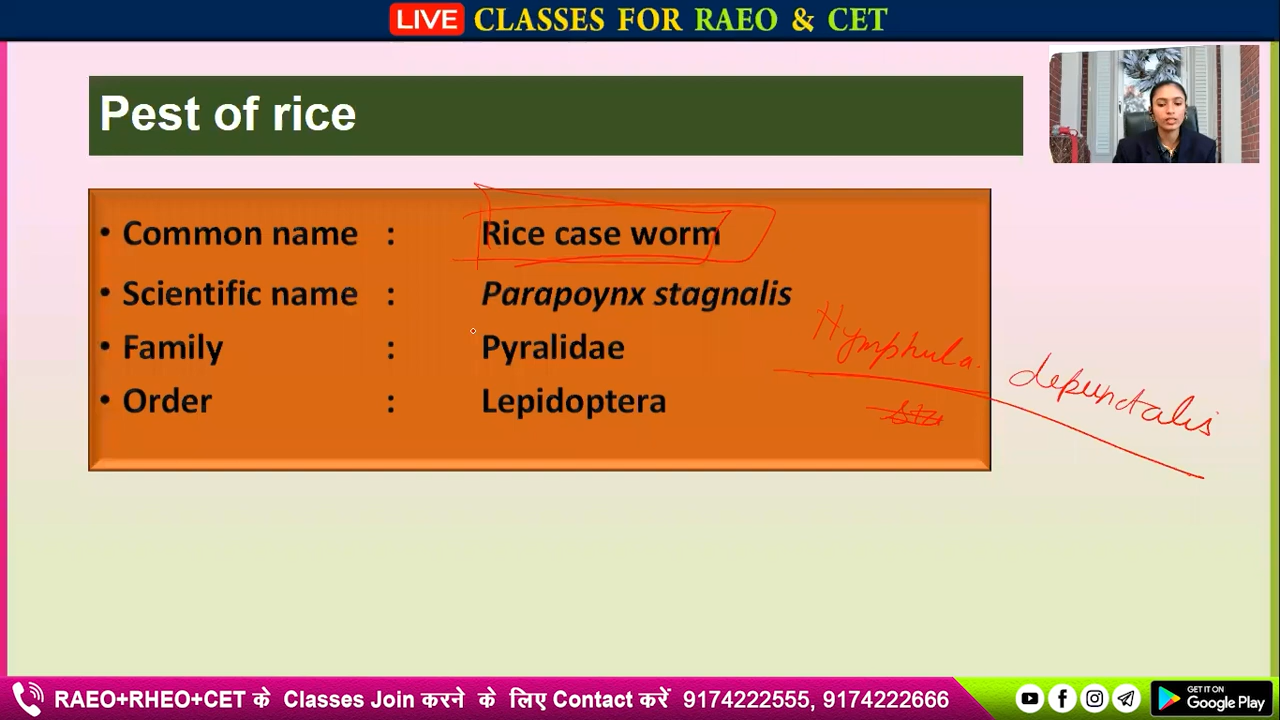 LIVE CLASSES FOR RAEO & CET
Pest of rice
• Common name : Rice case worm
• Scientific name : Parapoynx stagnalis
• Family : Pyralidae
• Order : Lepidoptera
Nymphula depunctalis
RAEO+RHEO+CET के Classes Join करने के लिए Contact करें 9174222555, 9174222666
GET IT ON
Google Play